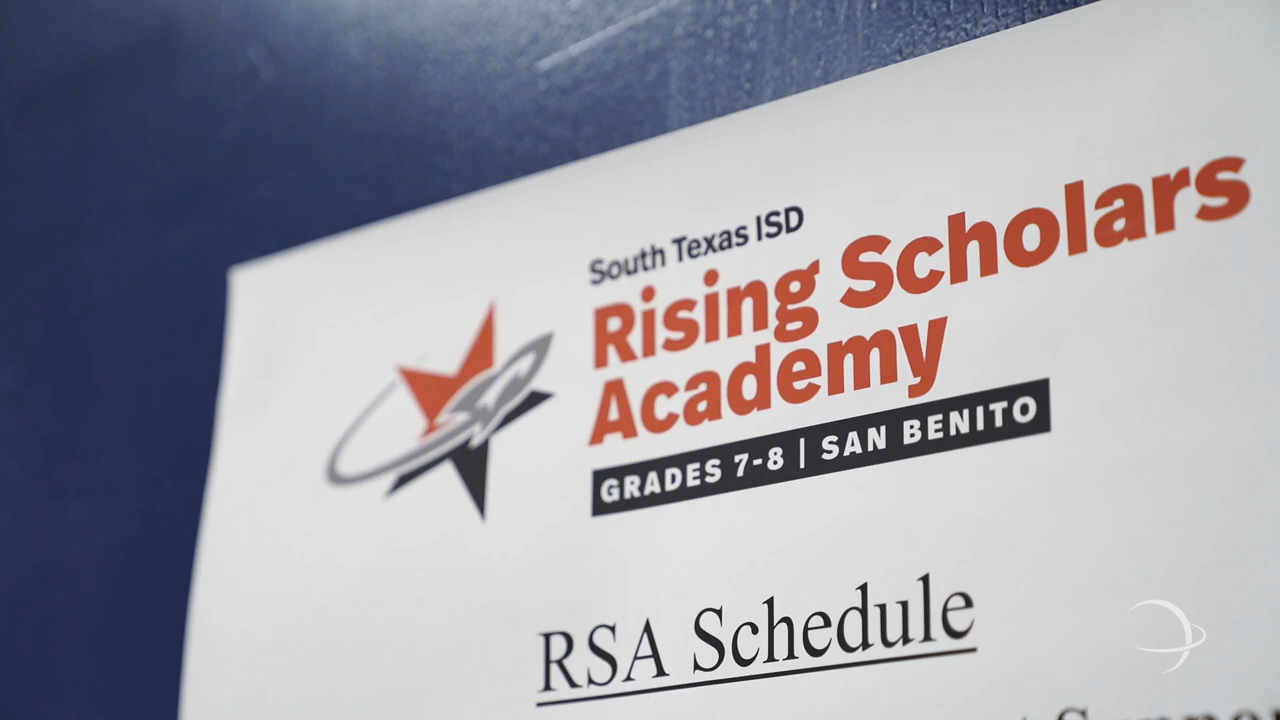 South Texas ISD
Rising Scholars
Academy
GRADES 7-8 | SAN BENITO
RSA Schedule